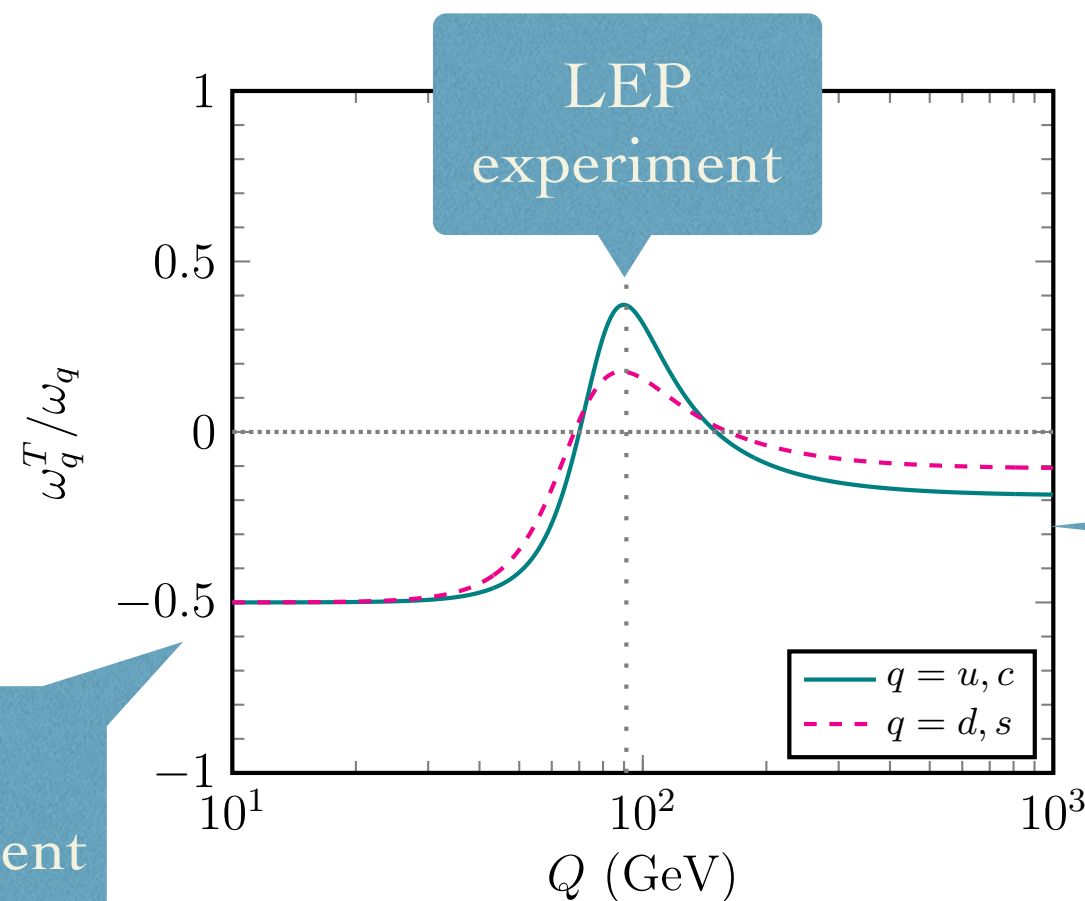 LEP
experiment
1
0.5
0
−0.5
−1
ω_q^T/ω_q
q = u, c
q = d, s
10^1
10^2
10^3
Q (GeV)
ent